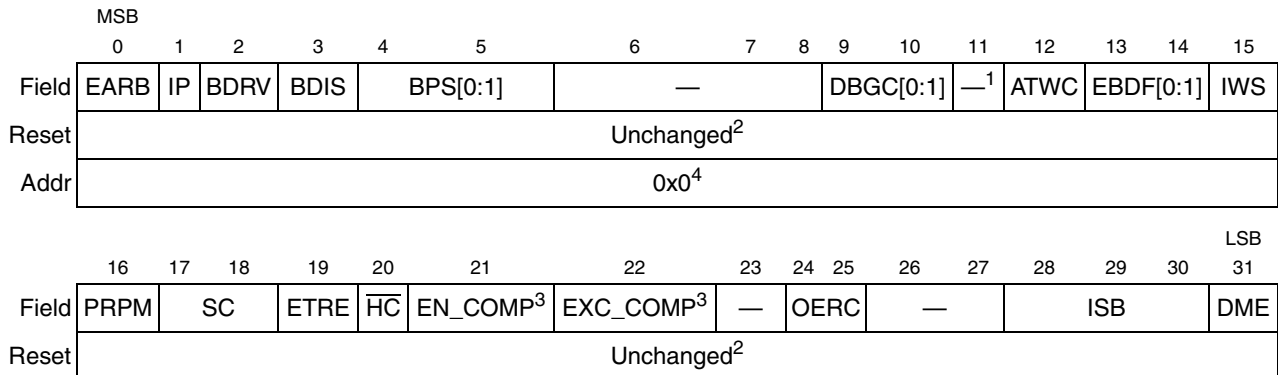 MSB
0 1 2 3 4 5 6 7 8 9 10 11 12 13 14 15
Field EARB IP BDRV BDIS BPS[0:1] — DBGC[0:1] —1 ATWC EBDF[0:1] IWS
Reset Unchanged2
Addr 0x04
LSB
16 17 18 19 20 21 22 23 24 25 26 27 28 29 30 31
Field PRPM SC ETRE HC EN_COMP3 EXC_COMP3 — OERC — ISB DME
Reset Unchanged2